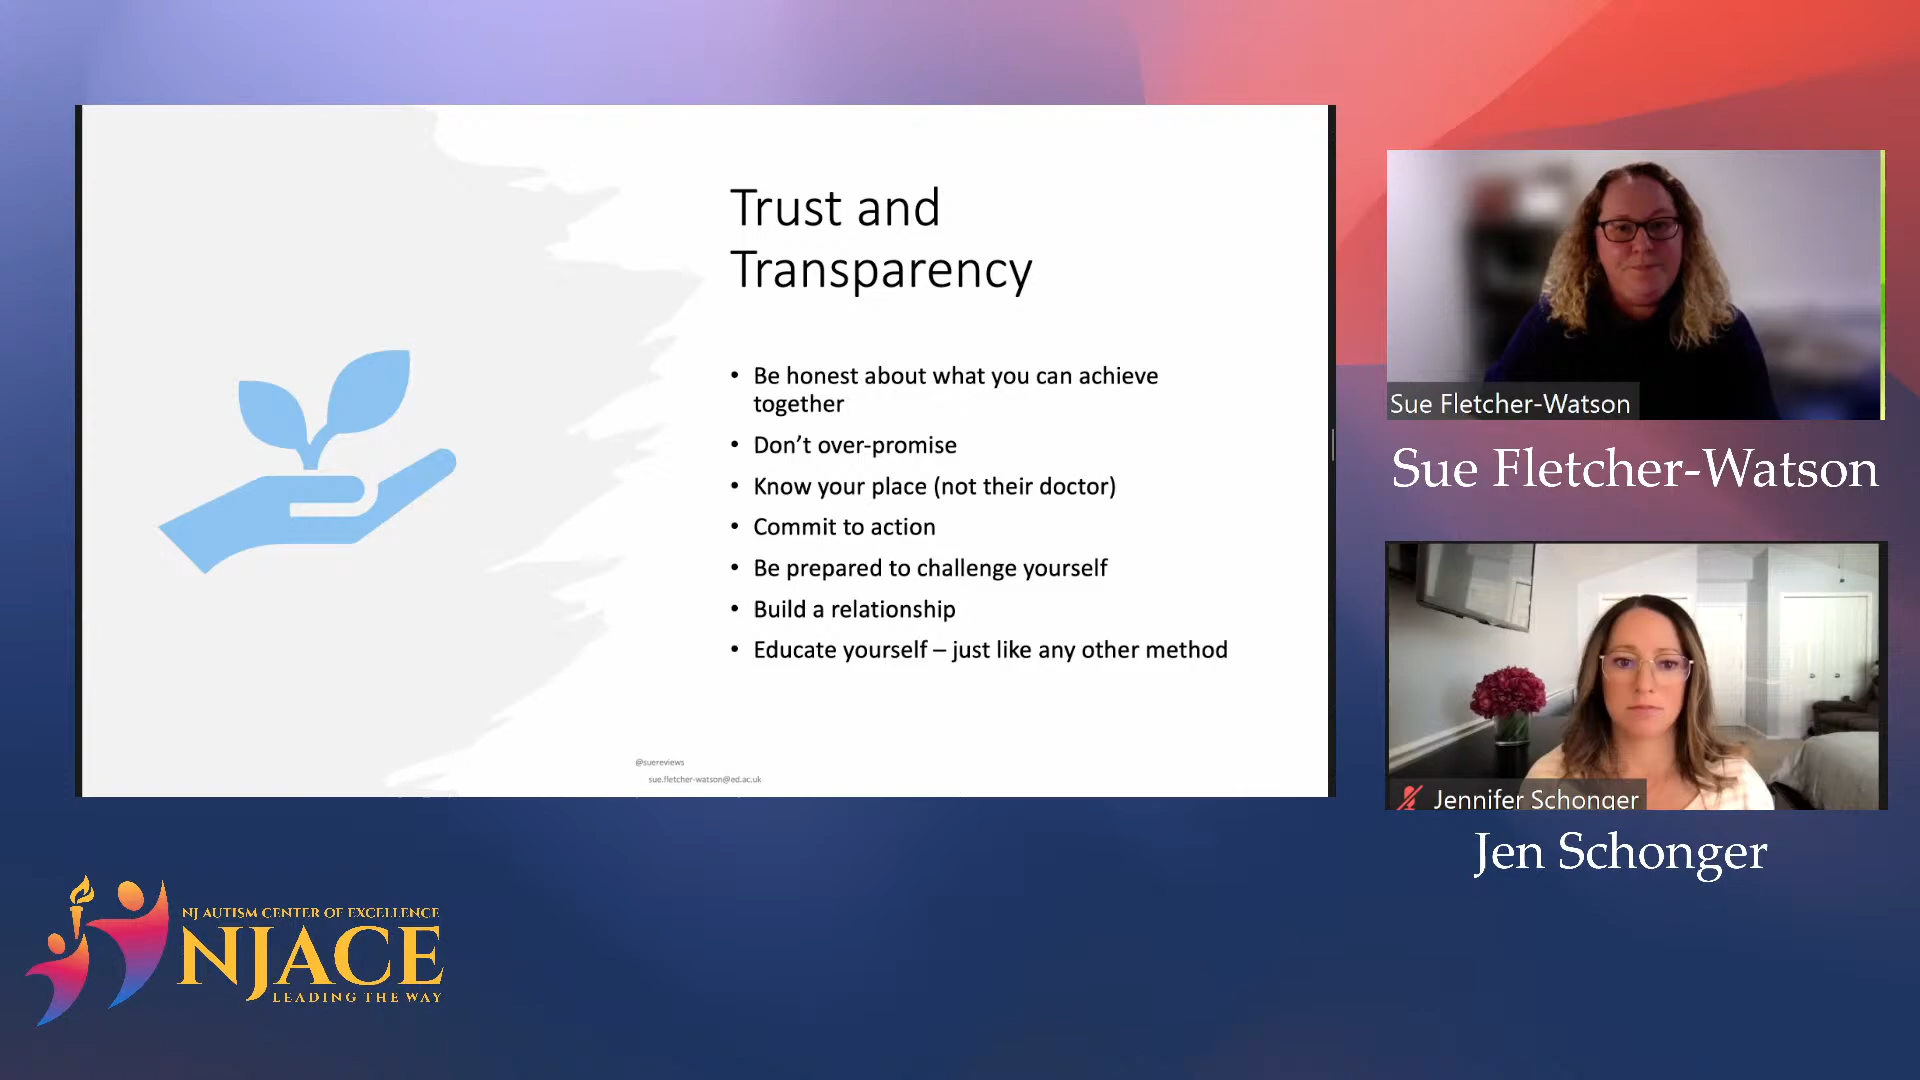 Trust and
Transparency
• Be honest about what you can achieve
together
• Don’t over-promise
• Know your place (not their doctor)
• Commit to action
• Be prepared to challenge yourself
• Build a relationship
• Educate yourself – just like any other method
@suereviews
sue.fletcher-watson@ed.ac.uk
Sue Fletcher-Watson
Sue Fletcher-Watson
Jennifer Schonger
Jen Schonger
NJ AUTISM CENTER OF EXCELLENCE
NJACE
LEADING THE WAY